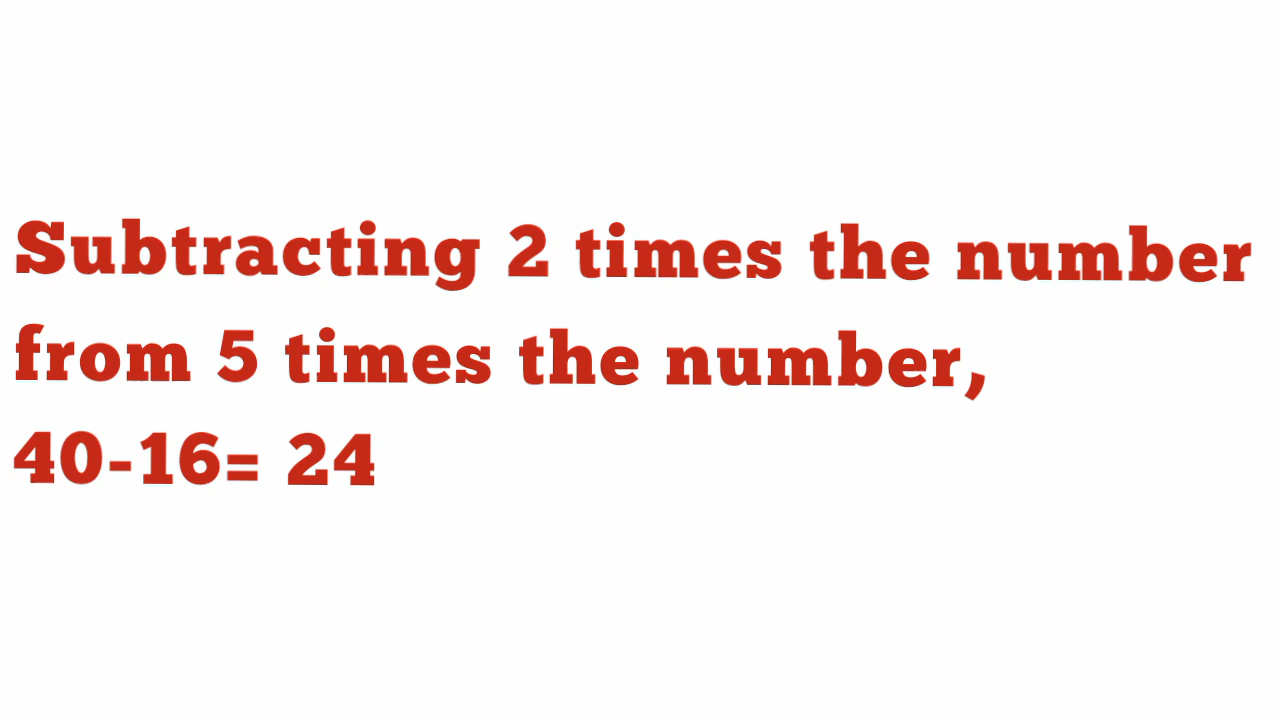 Subtracting 2 times the number
from 5 times the number,
40-16= 24